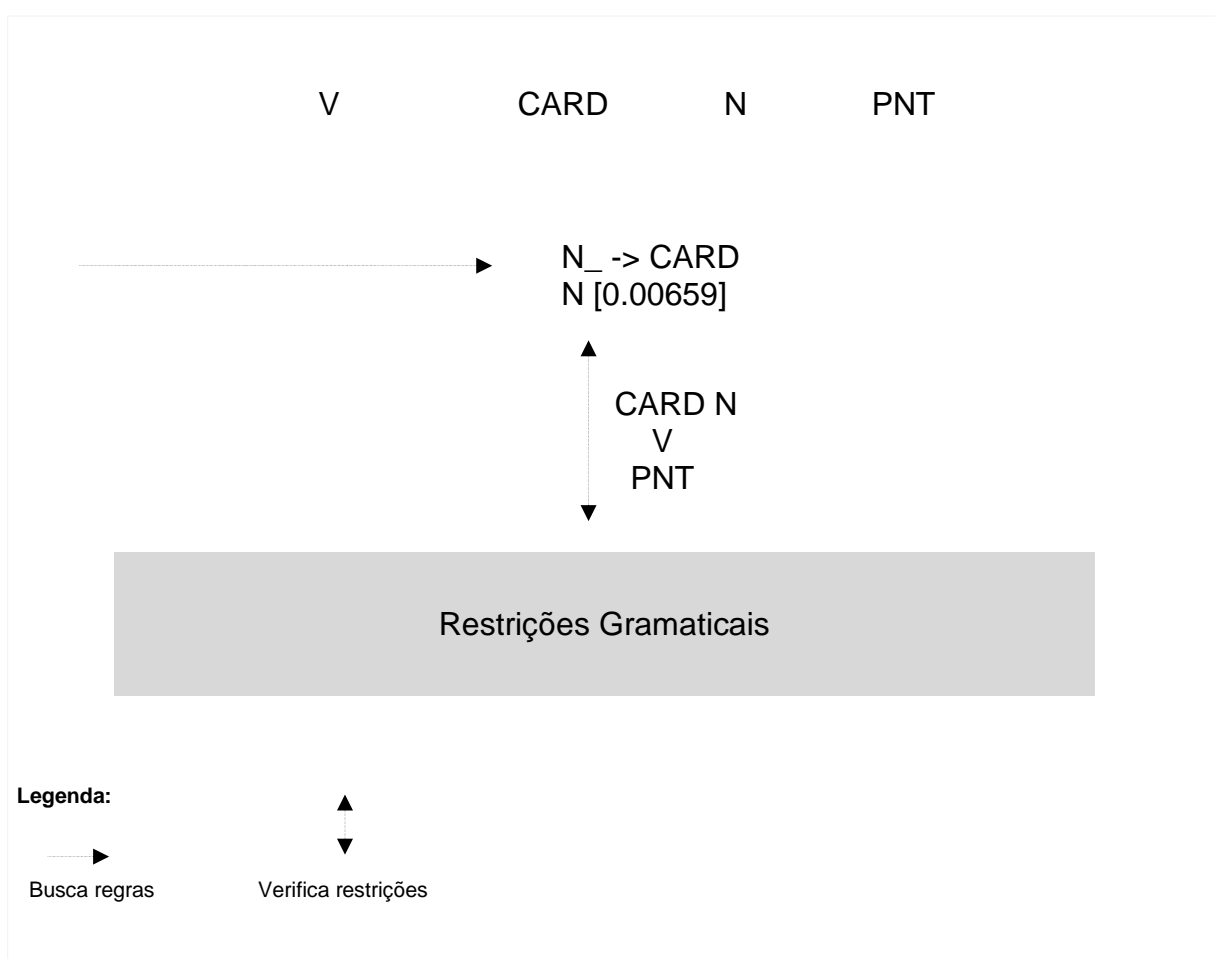 V CARD N PNT
N_ -> CARD
N [0.00659]
CARD N
V
PNT
Restrições Gramaticais
Legenda:
Busca regras Verifica restrições